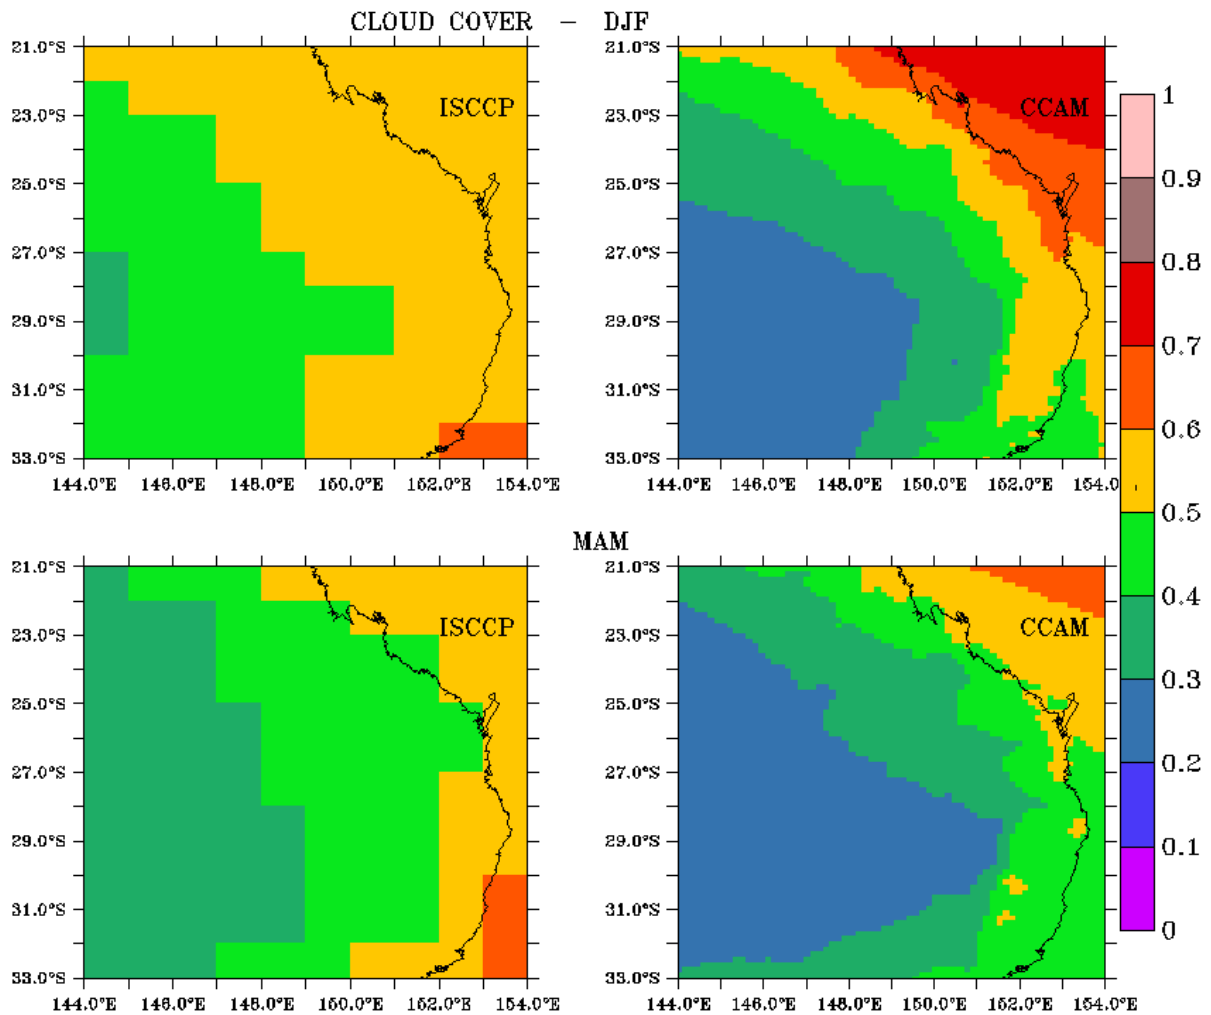 CLOUD COVER – DJF
21.0°S
23.0°S
25.0°S
27.0°S
29.0°S
31.0°S
33.0°S
ISCCP
144.0°E 146.0°E 148.0°E 150.0°E 152.0°E 154.0°E
21.0°S
23.0°S
25.0°S
27.0°S
29.0°S
31.0°S
33.0°S
CCAM
144.0°E 146.0°E 148.0°E 150.0°E 152.0°E 154.0
1
0.9
0.8
0.7
0.6
0.5
0.4
0.3
0.2
0.1
0
MAM
21.0°S
23.0°S
25.0°S
27.0°S
29.0°S
31.0°S
33.0°S
ISCCP
144.0°E 146.0°E 148.0°E 150.0°E 152.0°E 154.0°E
21.0°S
23.0°S
25.0°S
27.0°S
29.0°S
31.0°S
33.0°S
CCAM
144.0°E 146.0°E 148.0°E 150.0°E 152.0°E 154.0°E